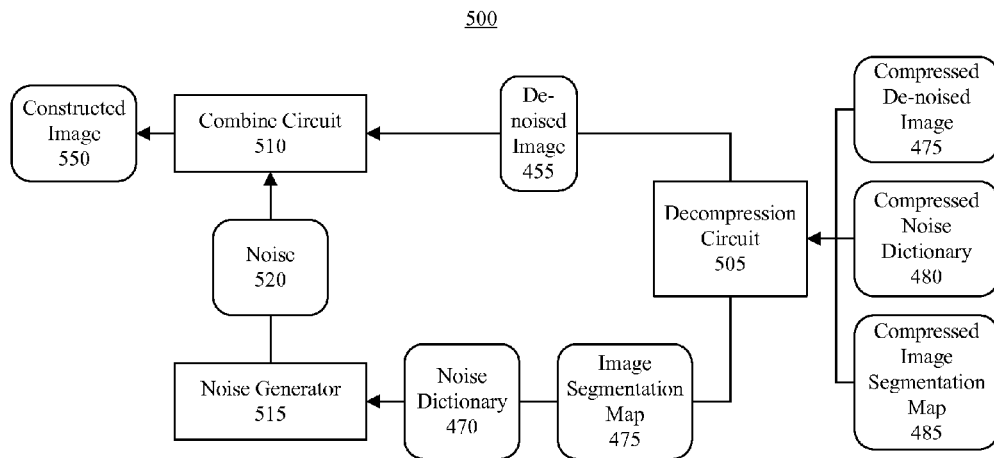 500
Constructed
Image
550
Combine Circuit
510
De-
noised
Image
455
Compressed
De-noised
Image
475
Decompression
Circuit
505
Compressed
Noise
Dictionary
480
Noise
520
Noise Generator
515
Noise
Dictionary
470
Image
Segmentation
Map
475
Compressed
Image
Segmentation
Map
485